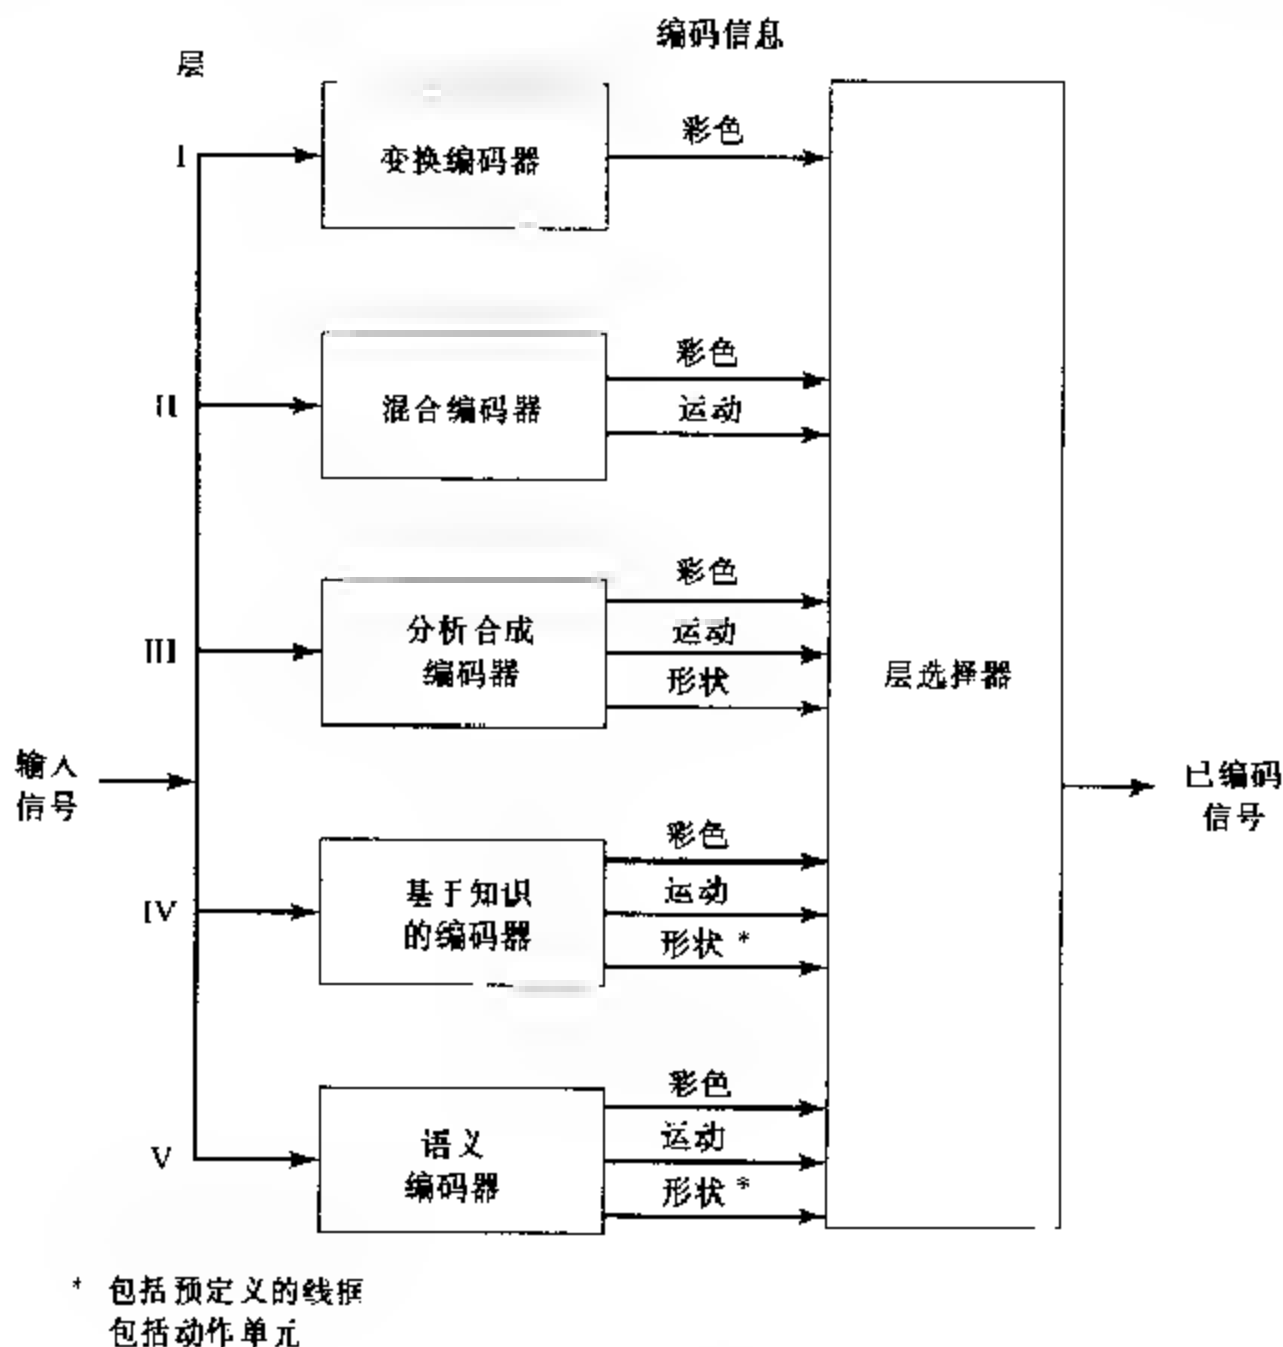 编码信息
层
I
变换编码器
彩色
II
混合编码器
彩色
运动
III
分析合成
编码器
彩色
运动
形状
层选择器
输入
信号
已编码
信号
IV
基于知识
的编码器
彩色
运动
形状 *
V
语义
编码器
彩色
运动
形状 *
* 包括预定义的线框
包括动作单元